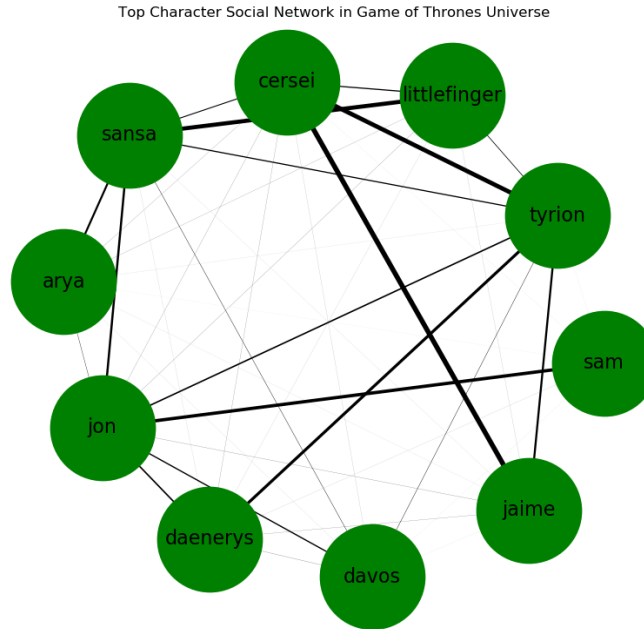 Top Character Social Network in Game of Thrones Universe
cersei
littlefinger
sansa
tyrion
arya
sam
jon
jaime
daenerys
davos